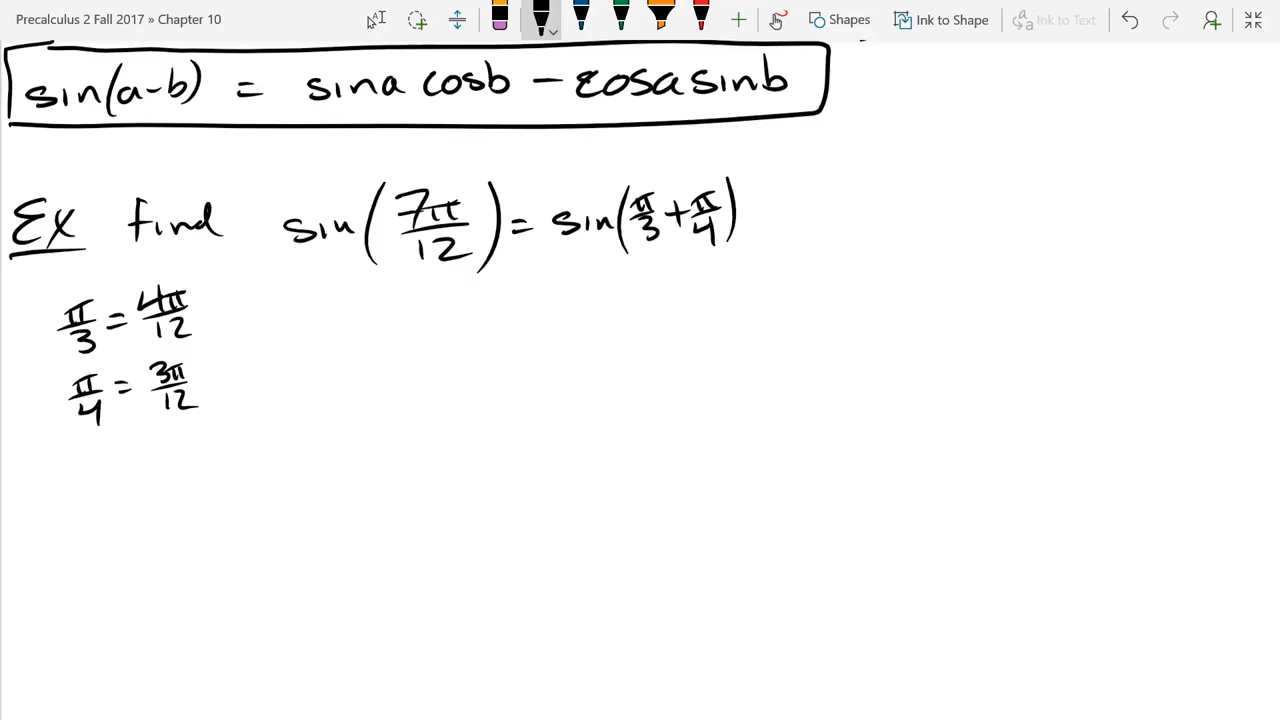 Precalculus 2 Fall 2017 » Chapter 10
Shapes
Ink to Shape
Ink to Text
sin(a-b) = sina cosb - cosa sinb
Ex find sin(7π/12) = sin(π/3 + π/4)
π/3 = 4π/12
π/4 = 3π/12